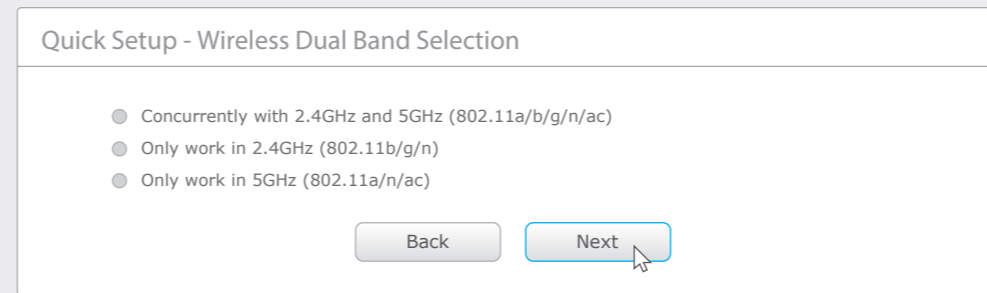 Quick Setup - Wireless Dual Band Selection
Concurrently with 2.4GHz and 5GHz (802.11a/b/g/n/ac)
Only work in 2.4GHz (802.11b/g/n)
Only work in 5GHz (802.11a/n/ac)
Back Next